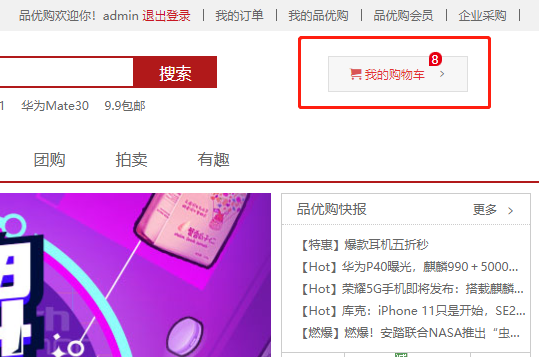 品优购欢迎你！admin 退出登录 | 我的订单 | 我的品优购 | 品优购会员 | 企业采购 |
搜索
我的购物车 > 8
1 华为Mate30 9.9包邮
团购 拍卖 有趣
品优购快报 更多 >
【特惠】爆款耳机五折秒
【Hot】华为P40曝光，麒麟990＋5000...
【Hot】荣耀5G手机即将发布：搭载麒麟...
【Hot】库克：iPhone 11只是开始，SE2...
【燃爆】燃爆！安踏联合NASA推出“虫...